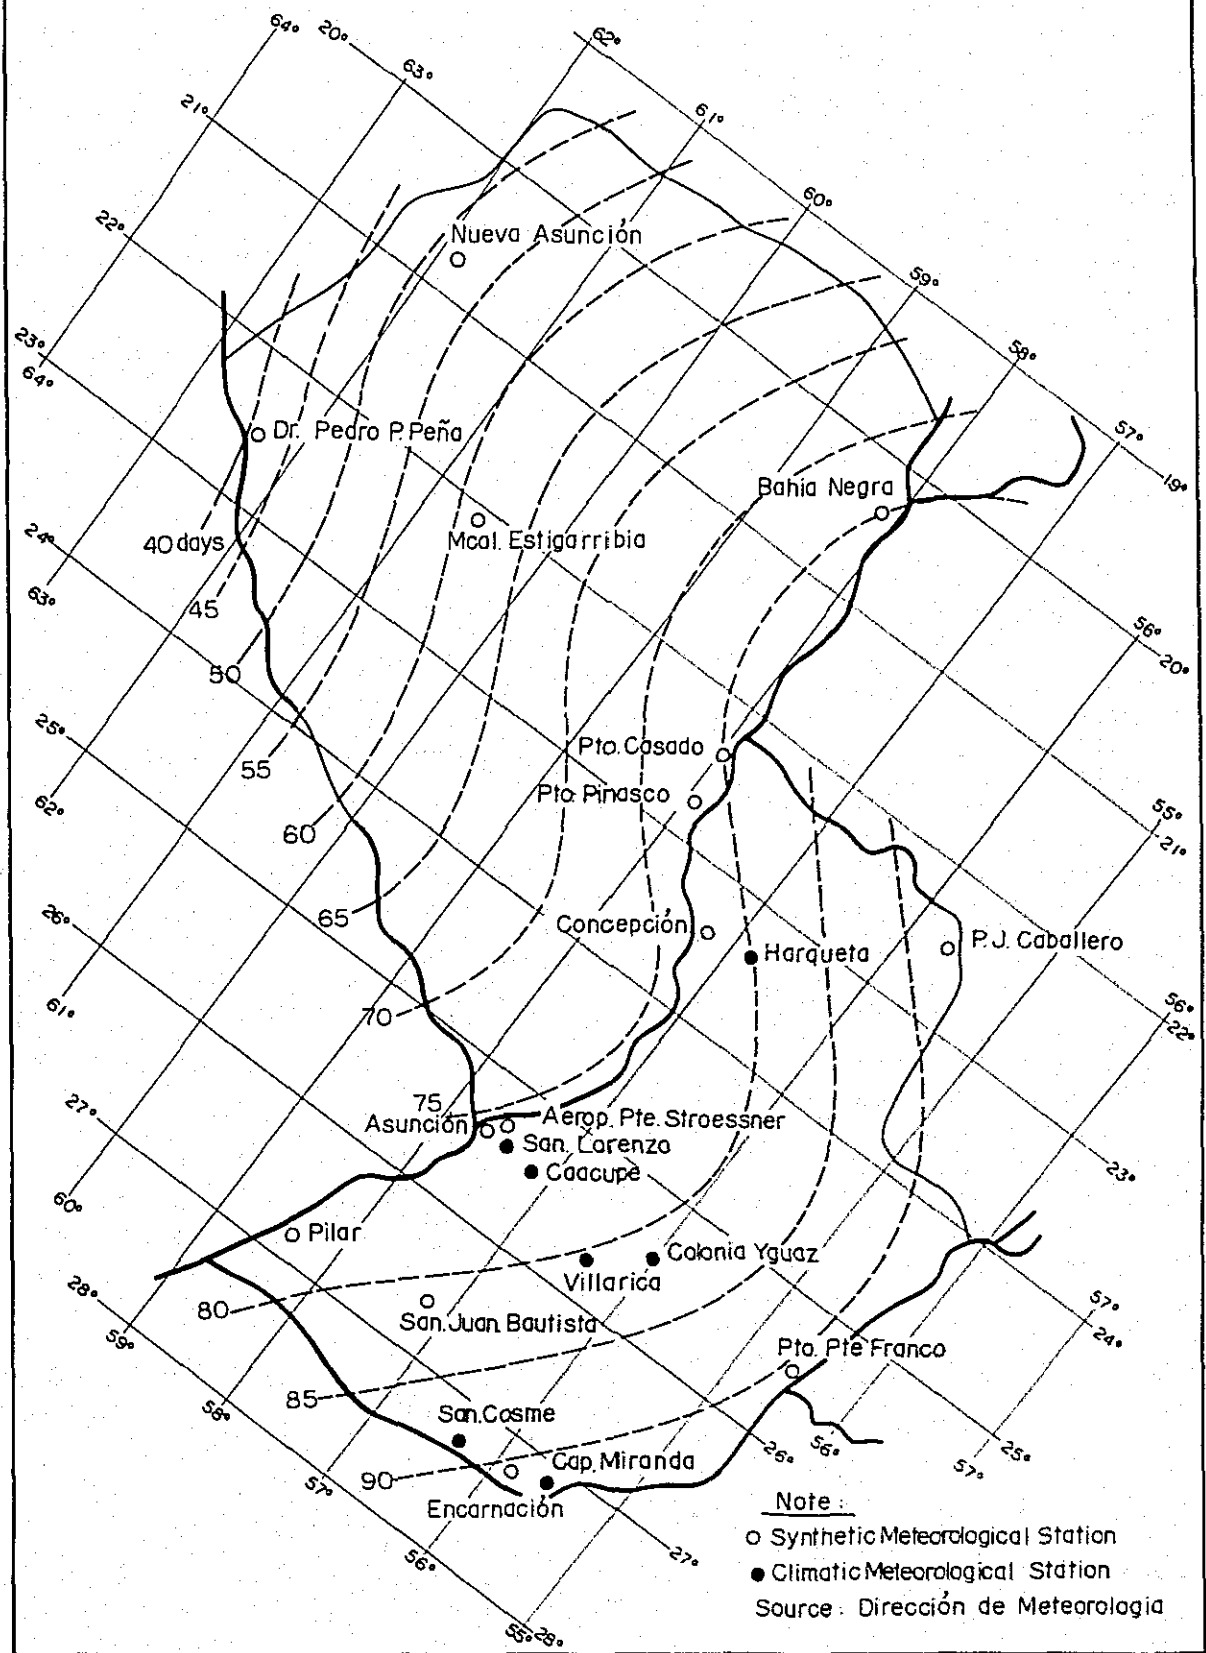 64°
20°
63°
62°
21°
61°
22°
60°
Nueva Asunción
59°
23°
64°
58°
Dr. Pedro P. Peña
57°
19°
Bahia Negra
24°
40 days
Mcal. Estigarribia
63°
45
56°
20°
50
25°
Pto. Casado
55
Pto. Pinasco
62°
55°
60
21°
26°
65
Concepción
Harqueta
P. J. Caballero
61°
70
56°
22°
27°
75
Asunción
Aerop. Pte. Stroessner
San. Lorenzo
Caacupe
23°
60°
Pilar
Colonia Yguaz
28°
80
Villarica
57°
24°
59°
San. Juan Bautista
Pto. Pte Franco
85
58°
San. Cosme
26°
56°
25°
90
Cap. Miranda
57°
57°
Encarnación
Note :
56°
27°
Synthetic Meteorological Station
Climatic Meteorological Station
Source : Dirección de Meteorologia
55°
28°